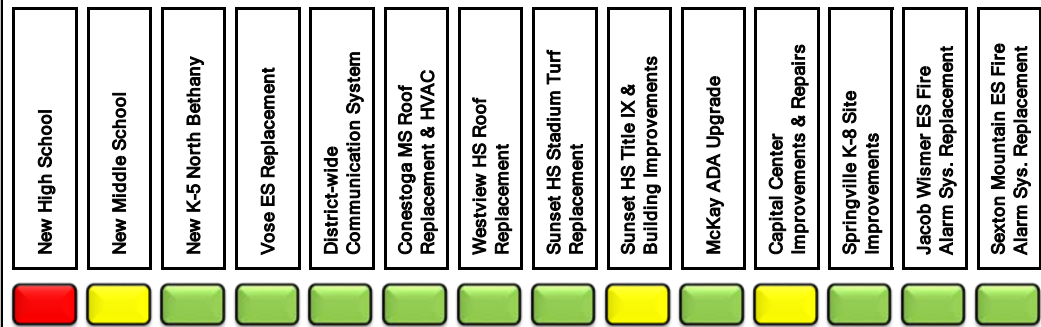 New High School
New Middle School
New K-5 North Bethany
Vose ES Replacement
District-wide
Communication System
Conestoga MS Roof
Replacement & HVAC
Westview HS Roof
Replacement
Sunset HS Stadium Turf
Replacement
Sunset HS Title IX &
Building Improvements
McKay ADA Upgrade
Capital Center
Improvements & Repairs
Springville K-8 Site
Improvements
Jacob Wismer ES Fire
Alarm Sys. Replacement
Sexton Mountain ES Fire
Alarm Sys. Replacement